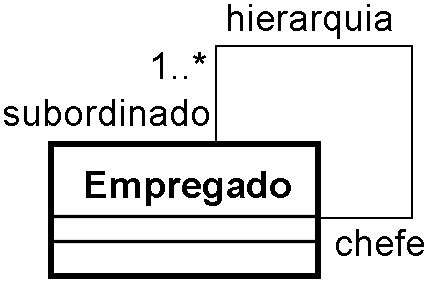 hierarquia
1..*
subordinado
Empregado
chefe